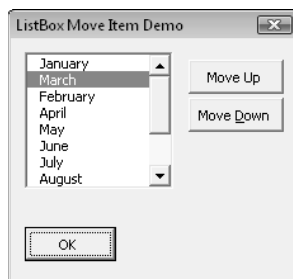 ListBox Move Item Demo
January
March
February
April
May
June
July
August
Move Up
Move Down
OK